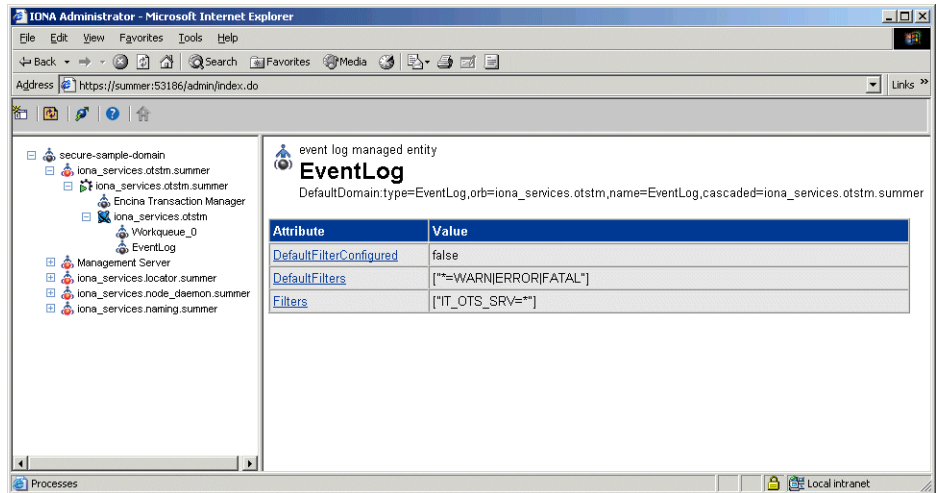 IONA Administrator - Microsoft Internet Explorer
File Edit View Favorites Tools Help
Back Search Favorites Media
Address https://summer:53186/admin/index.do Links »
secure-sample-domain
iona_services.otstm.summer
iona_services.otstm.summer
Encina Transaction Manager
iona_services.otstm
Workqueue_0
EventLog
Management Server
iona_services.locator.summer
iona_services.node_daemon.summer
iona_services.naming.summer
event log managed entity
EventLog
DefaultDomain:type=EventLog,orb=iona_services.otstm,name=EventLog,cascaded=iona_services.otstm.summer
Attribute Value
DefaultFilterConfigured false
DefaultFilters ["*=WARN|ERROR|FATAL"]
Filters ["IT_OTS_SRV=*"]
Processes Local intranet